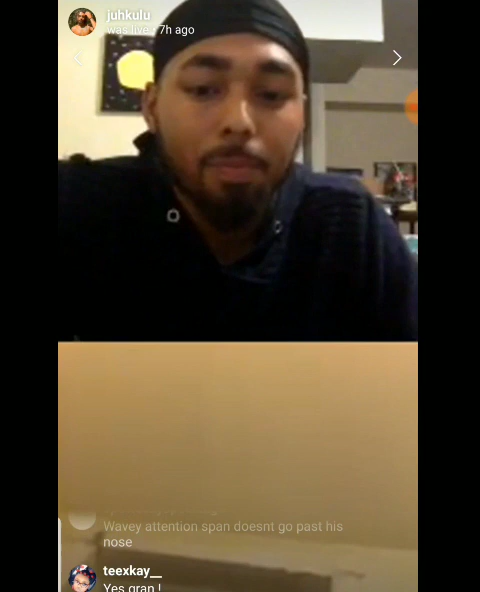 juhkulu
was live · 7h ago
Wavey attention span doesnt go past his
nose
teexkay__
Yes gran !